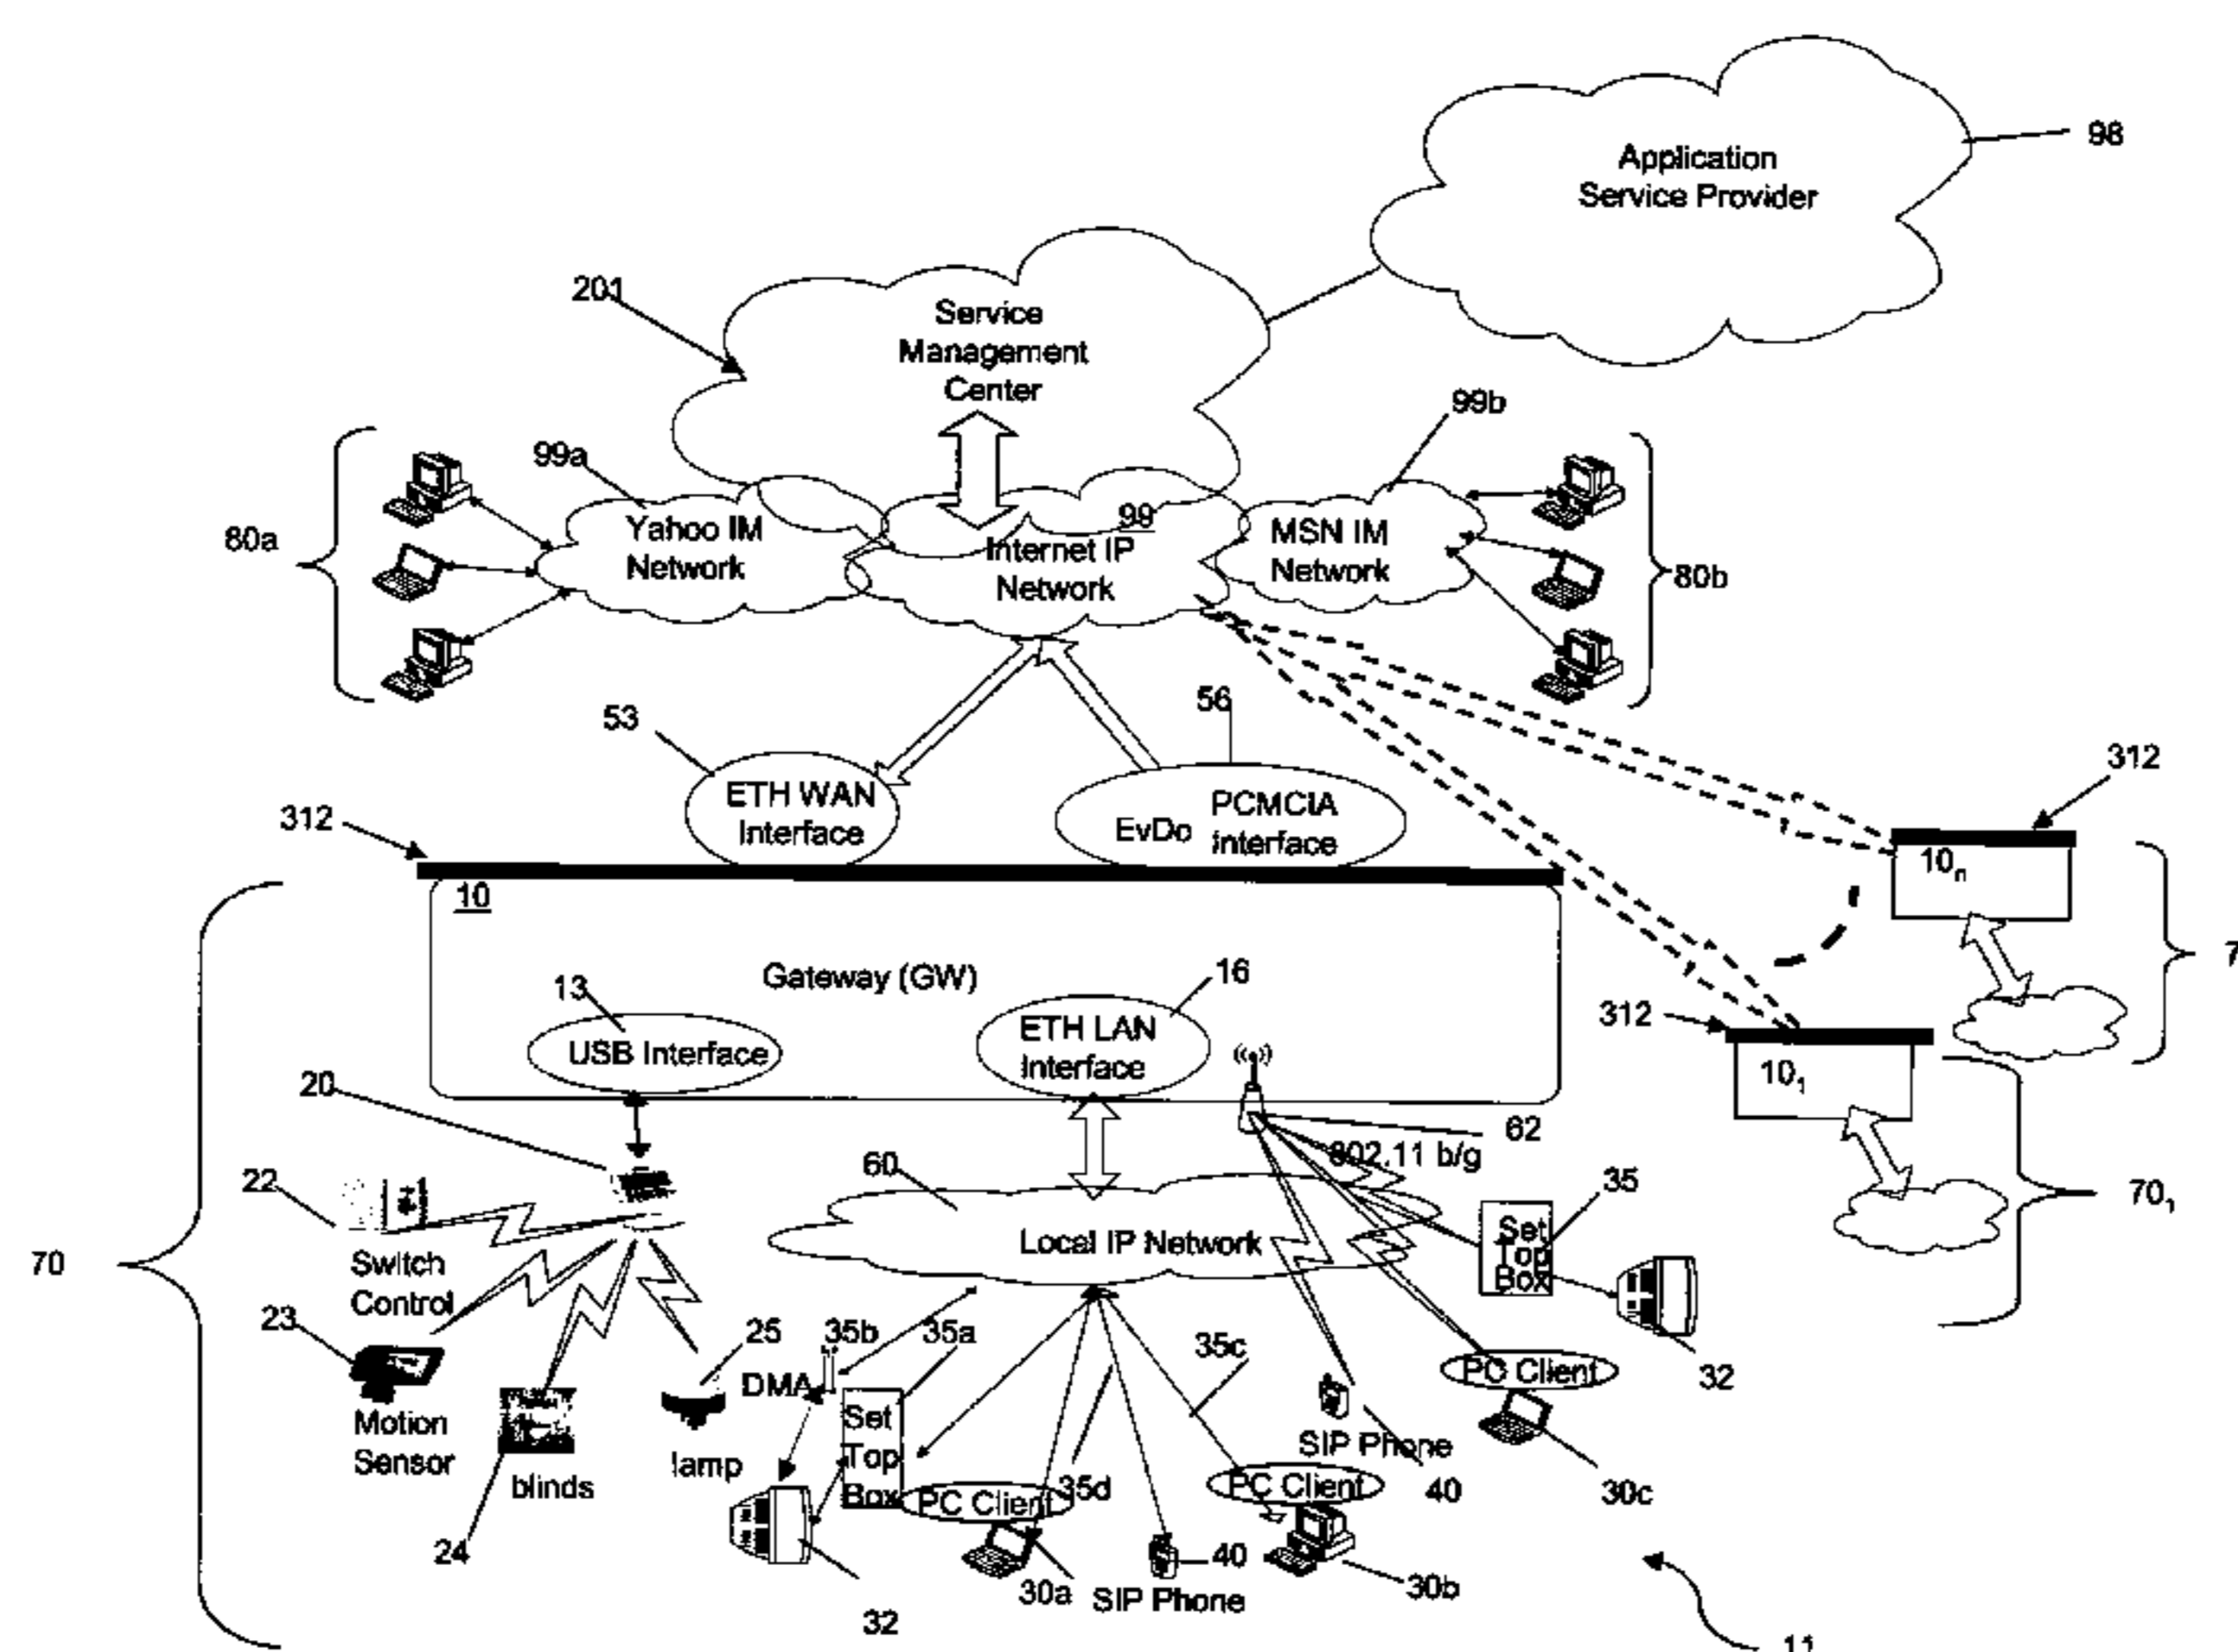 98
Application
Service Provider
201
Service
Management
Center
99b
99a
80a
Yahoo IM
Network
99
Internet IP
Network
MSN IM
Network
80b
53
56
312
ETH WAN
Interface
EvDo
PCMCIA
Interface
312
10
10n
Gateway (GW)
13
16
USB Interface
ETH LAN
Interface
312
7
101
20
62
802.11 b/g
22
60
35
701
Switch
Control
Local IP Network
Set
Top
Box
70
23
25
35b
35a
35c
DMA
PC Client
32
Motion
Sensor
blinds
lamp
Set
Top
Box
SIP Phone
PC Client
35d
PC Client
40
30c
24
32
30a
SIP Phone
40
30b
11